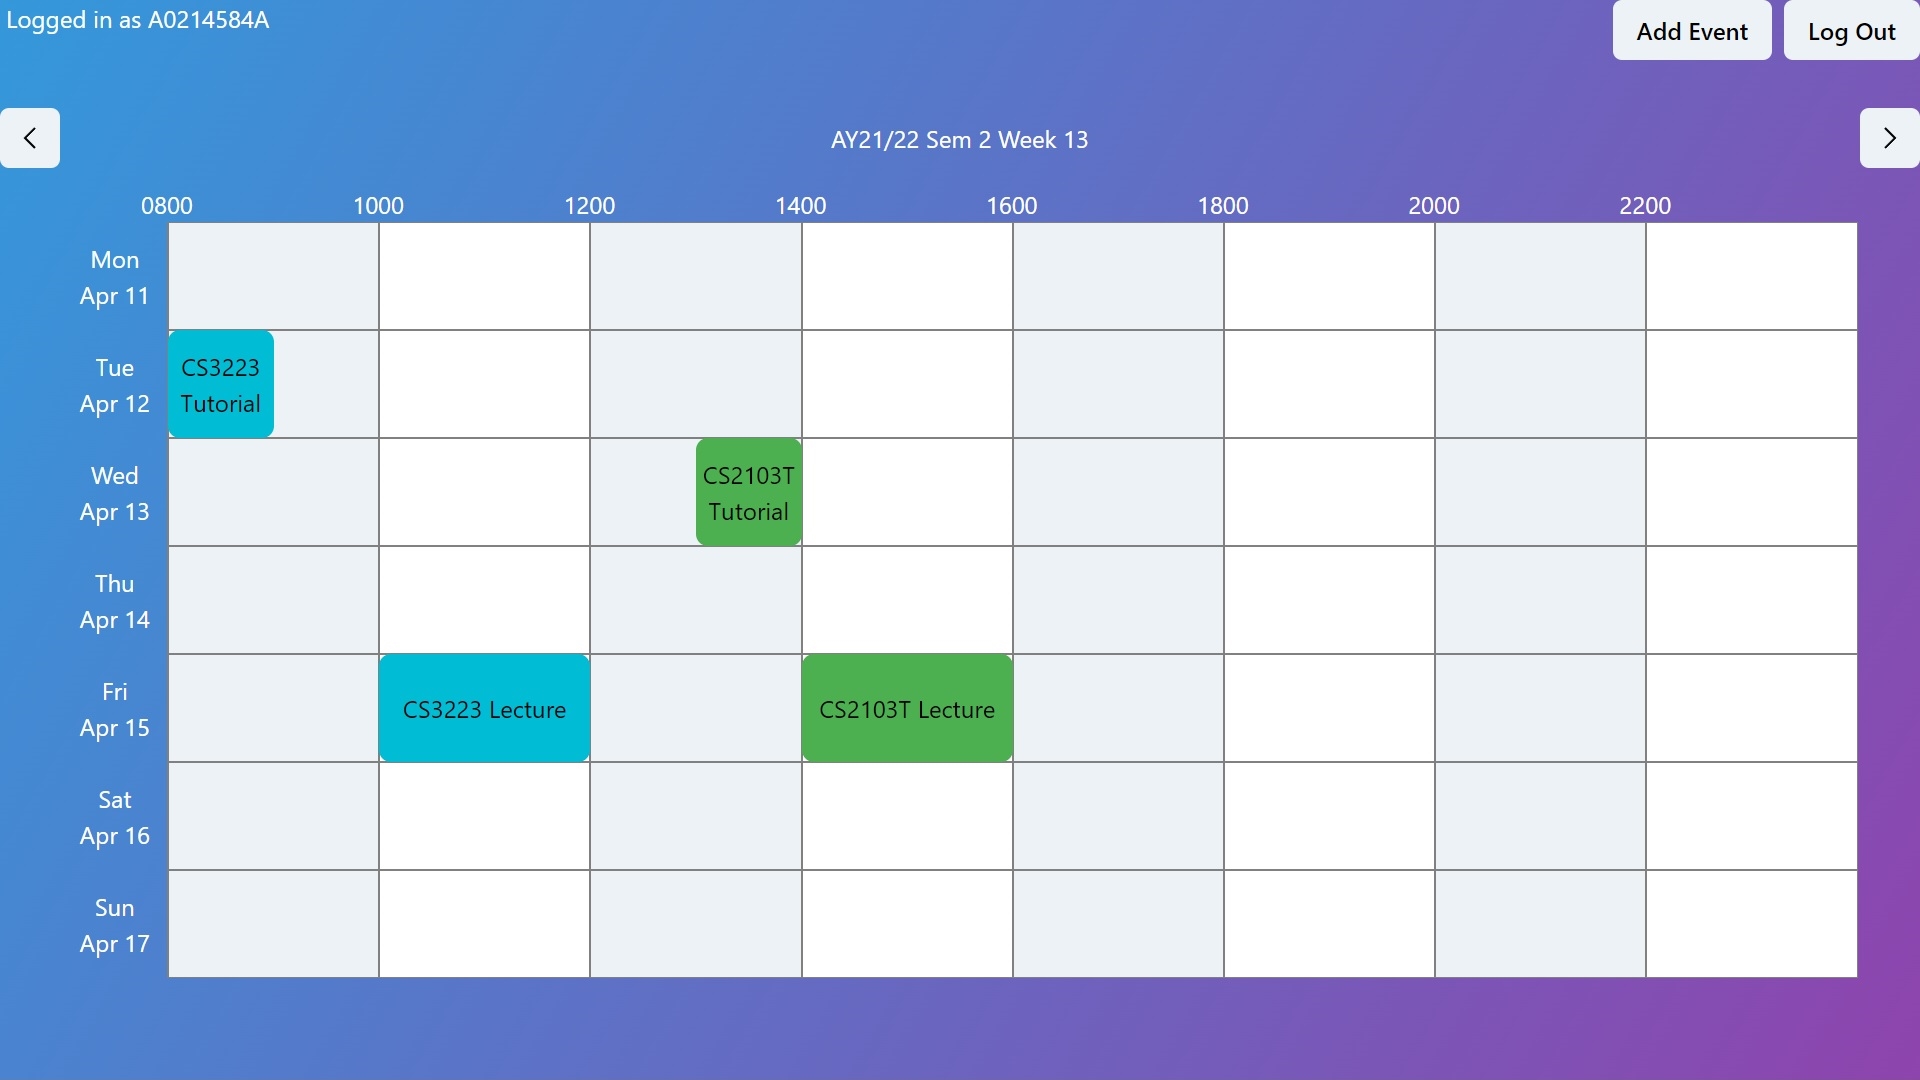 Logged in as A0214584A
Add Event
Log Out
AY21/22 Sem 2 Week 13
0800 1000 1200 1400 1600 1800 2000 2200
Mon
Apr 11
Tue
Apr 12
CS3223
Tutorial
Wed
Apr 13
CS2103T
Tutorial
Thu
Apr 14
Fri
Apr 15
CS3223 Lecture
CS2103T Lecture
Sat
Apr 16
Sun
Apr 17